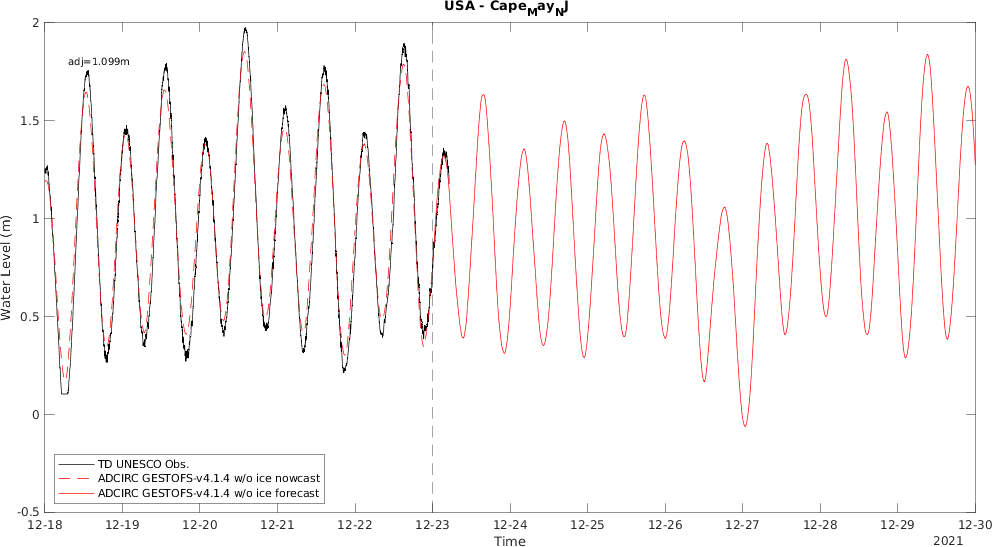 USA - Cape_May_NJ
adj=1.099m
2
1.5
1
0.5
0
-0.5
Water Level (m)
TD UNESCO Obs.
ADCIRC GESTOFS-v4.1.4 w/o ice nowcast
ADCIRC GESTOFS-v4.1.4 w/o ice forecast
12-18 12-19 12-20 12-21 12-22 12-23 12-24 12-25 12-26 12-27 12-28 12-29 12-30
Time
2021